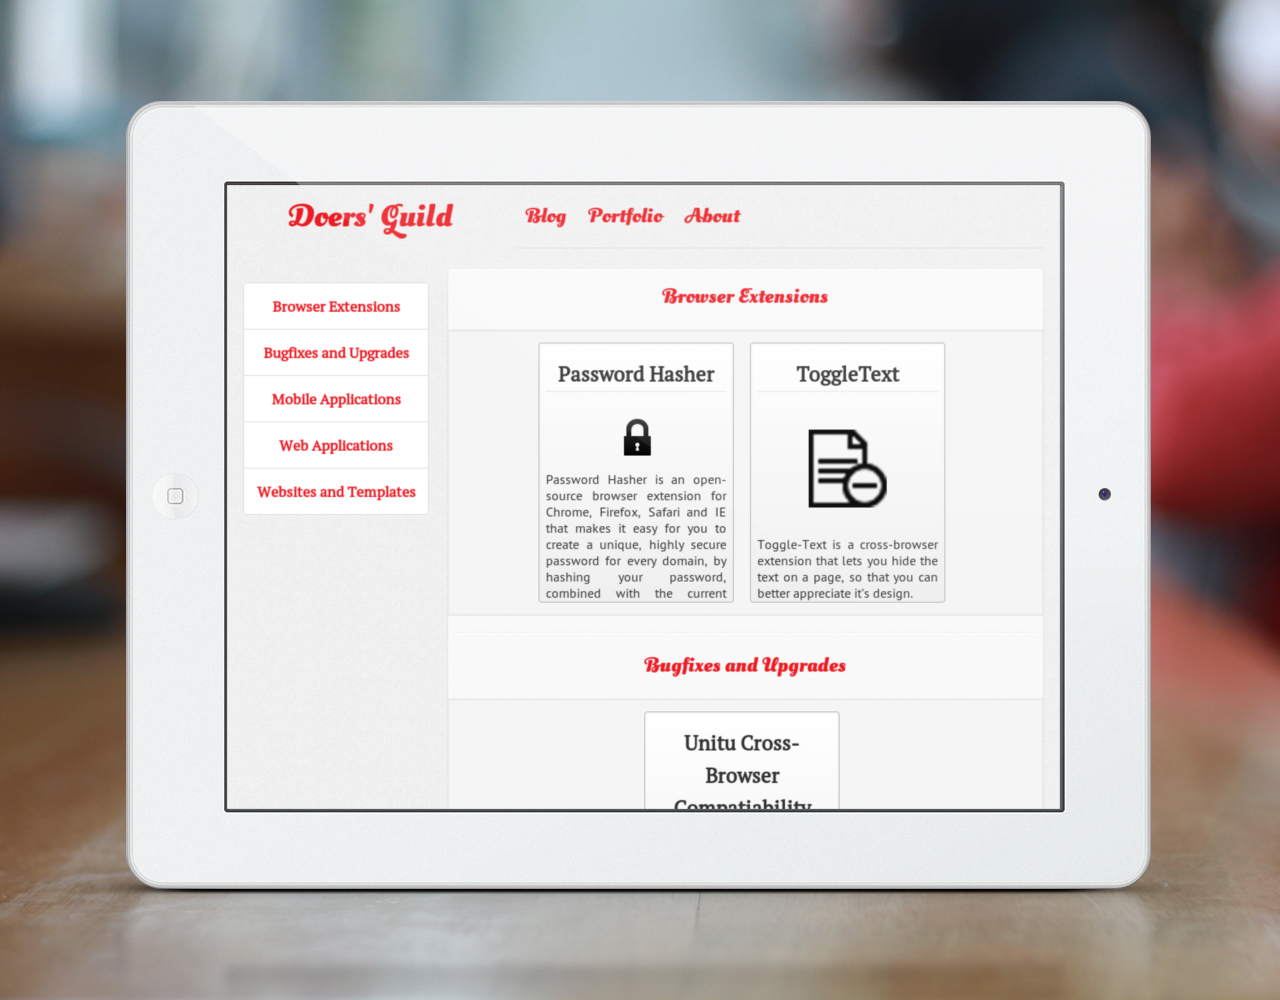 Doers' Guild
Blog Portfolio About
Browser Extensions
Bugfixes and Upgrades
Mobile Applications
Web Applications
Websites and Templates
Browser Extensions
Password Hasher
Password Hasher is an open-
source browser extension for
Chrome, Firefox, Safari and IE
that makes it easy for you to
create a unique, highly secure
password for every domain, by
hashing your password,
combined with the current
ToggleText
Toggle-Text is a cross-browser
extension that lets you hide the
text on a page, so that you can
better appreciate it's design.
Bugfixes and Upgrades
Unitu Cross-
Browser
Compatiability